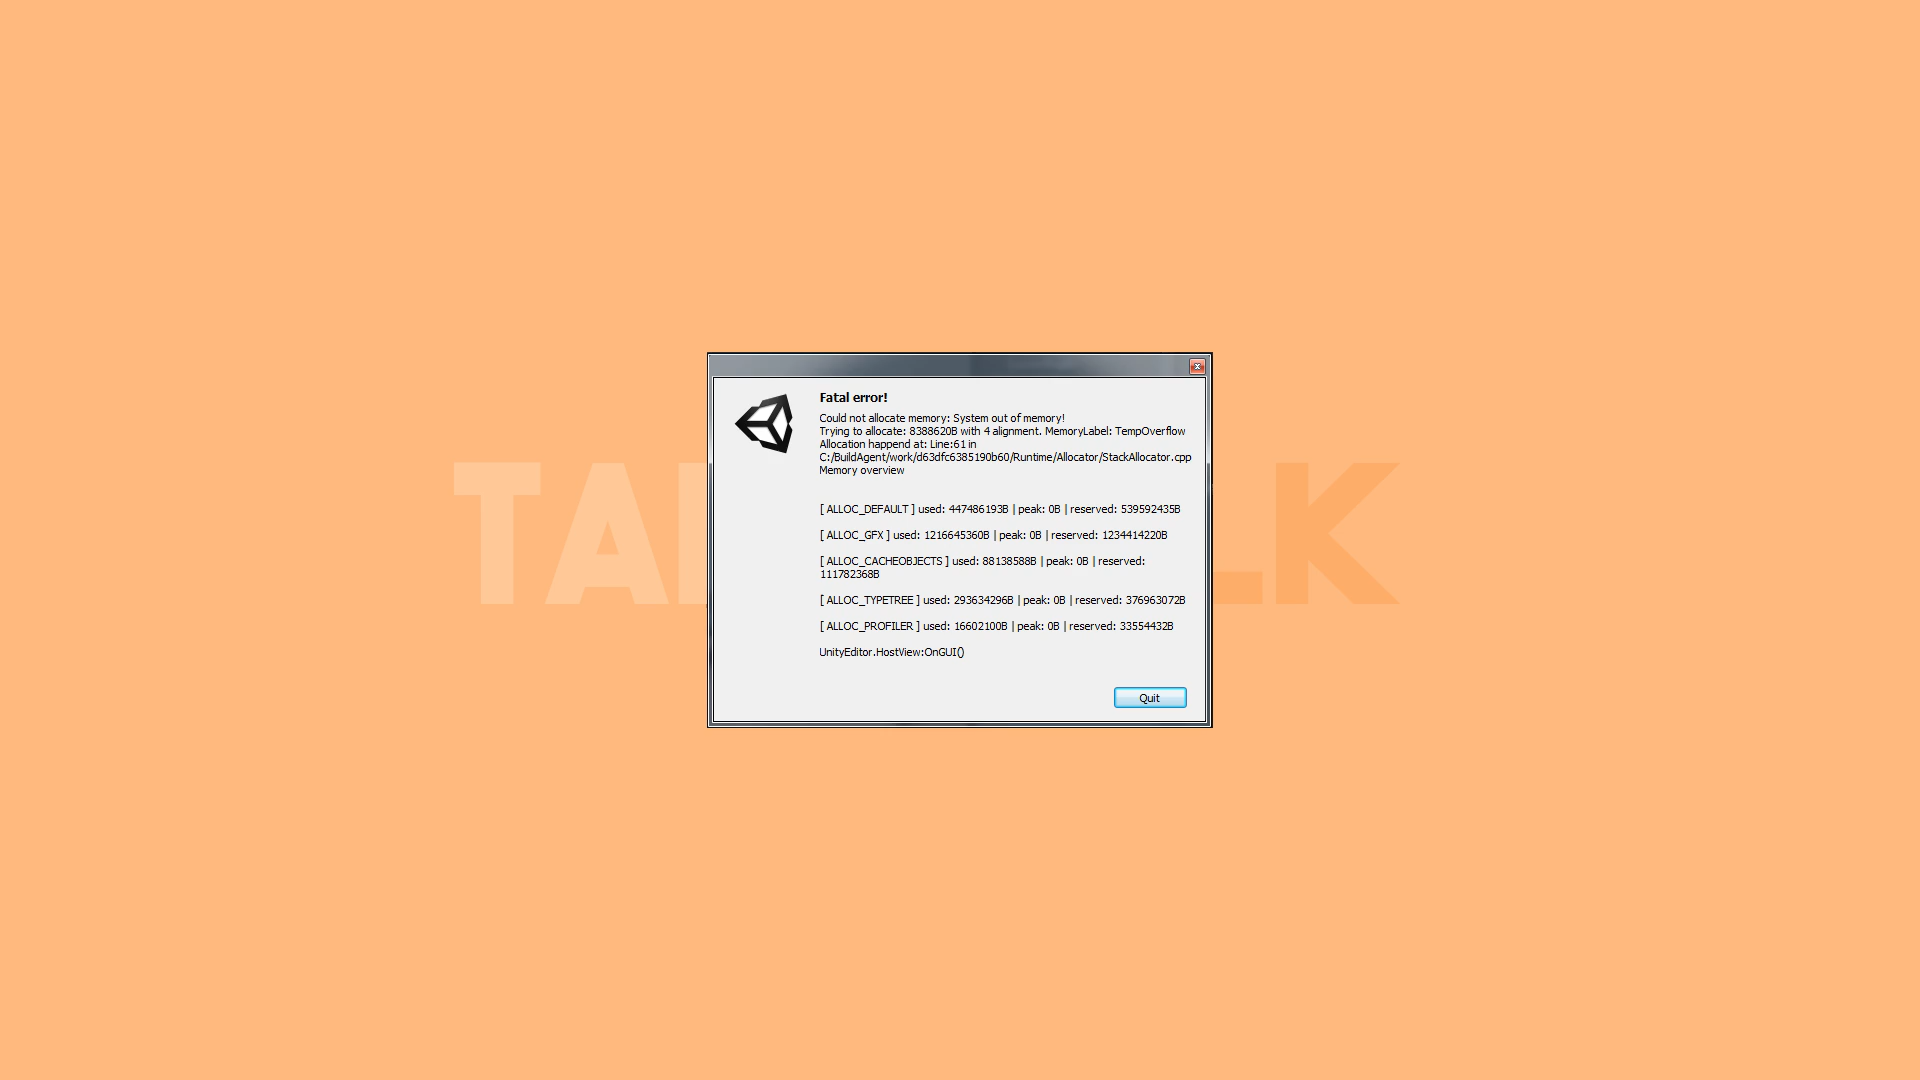 Fatal error!
Could not allocate memory: System out of memory!
Trying to allocate: 8388620B with 4 alignment. MemoryLabel: TempOverflow
Allocation happend at: Line:61 in
C:/BuildAgent/work/d63dfc6385190b60/Runtime/Allocator/StackAllocator.cpp
Memory overview
[ ALLOC_DEFAULT ] used: 447486193B | peak: 0B | reserved: 539592435B
[ ALLOC_GFX ] used: 1216645360B | peak: 0B | reserved: 1234414220B
[ ALLOC_CACHEOBJECTS ] used: 88138588B | peak: 0B | reserved:
111782368B
[ ALLOC_TYPETREE ] used: 293634296B | peak: 0B | reserved: 376963072B
[ ALLOC_PROFILER ] used: 16602100B | peak: 0B | reserved: 33554432B
UnityEditor.HostView:OnGUI()
Quit